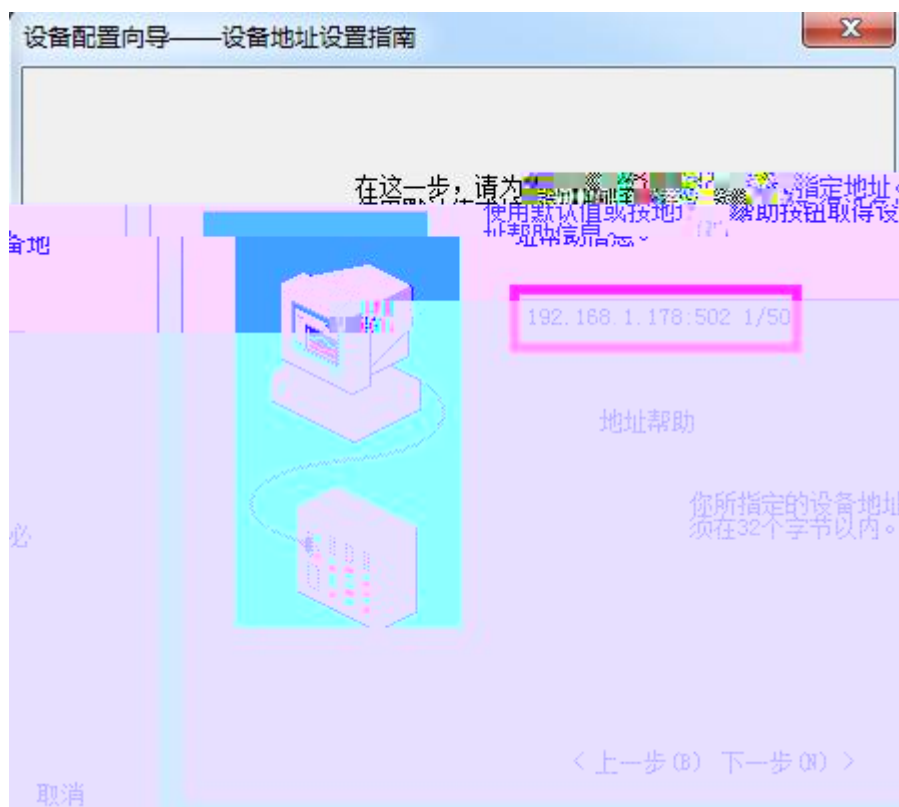 设备配置向导——设备地址设置指南
在这一步，请为
指定地址，
使用默认值或按地
帮助按钮取得设
备地
址帮助信息。
192.168.1.178:502 1/50
地址帮助
你所指定的设备地址
必
须在32个字节以内。
<上一步(B) 下一步(N) >
取消